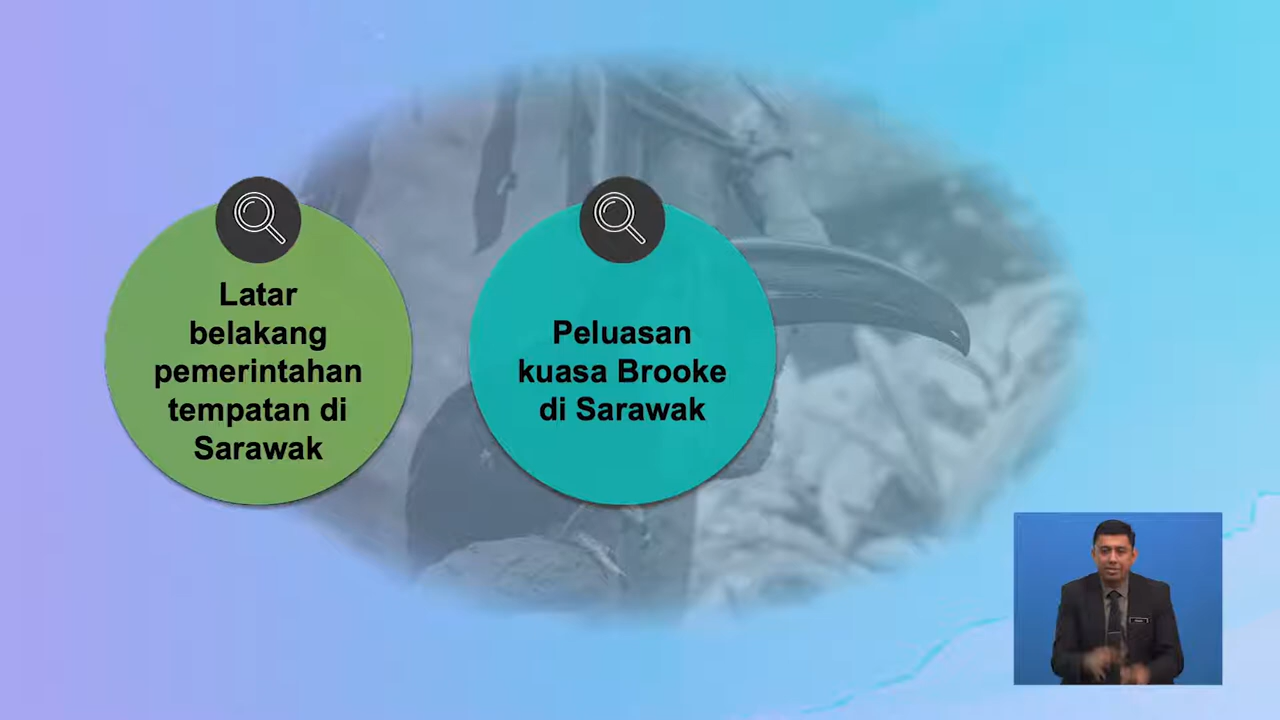 Latar
belakang
pemerintahan
tempatan di
Sarawak
Peluasan
kuasa Brooke
di Sarawak